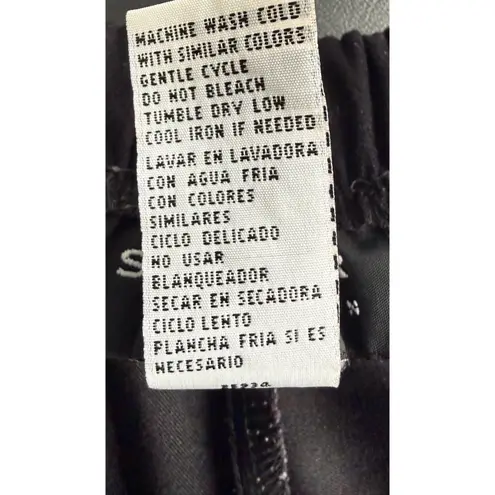 MACHINE WASH COLD
WITH SIMILAR COLORS
GENTLE CYCLE
DO NOT BLEACH
TUMBLE DRY LOW
COOL IRON IF NEEDED
LAVAR EN LAVADORA
CON AGUA FRIA
CON COLORES
SIMILARES
CICLO DELICADO
NO USAR
BLANQUEADOR
SECAR EN SECADORA
CICLO LENTO
PLANCHA FRIA SI ES
NECESARIO